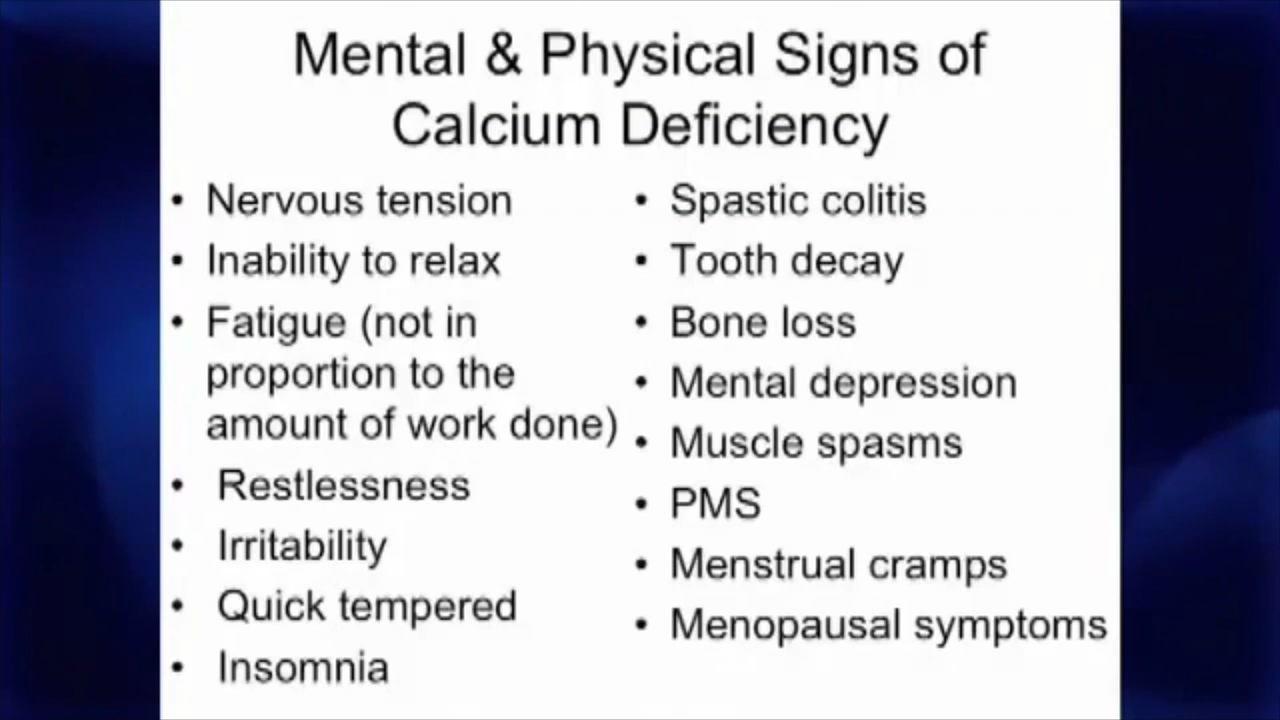 Mental & Physical Signs of
Calcium Deficiency
• Nervous tension
• Inability to relax
• Fatigue (not in
proportion to the
amount of work done)
• Restlessness
• Irritability
• Quick tempered
• Insomnia
• Spastic colitis
• Tooth decay
• Bone loss
• Mental depression
• Muscle spasms
• PMS
• Menstrual cramps
• Menopausal symptoms